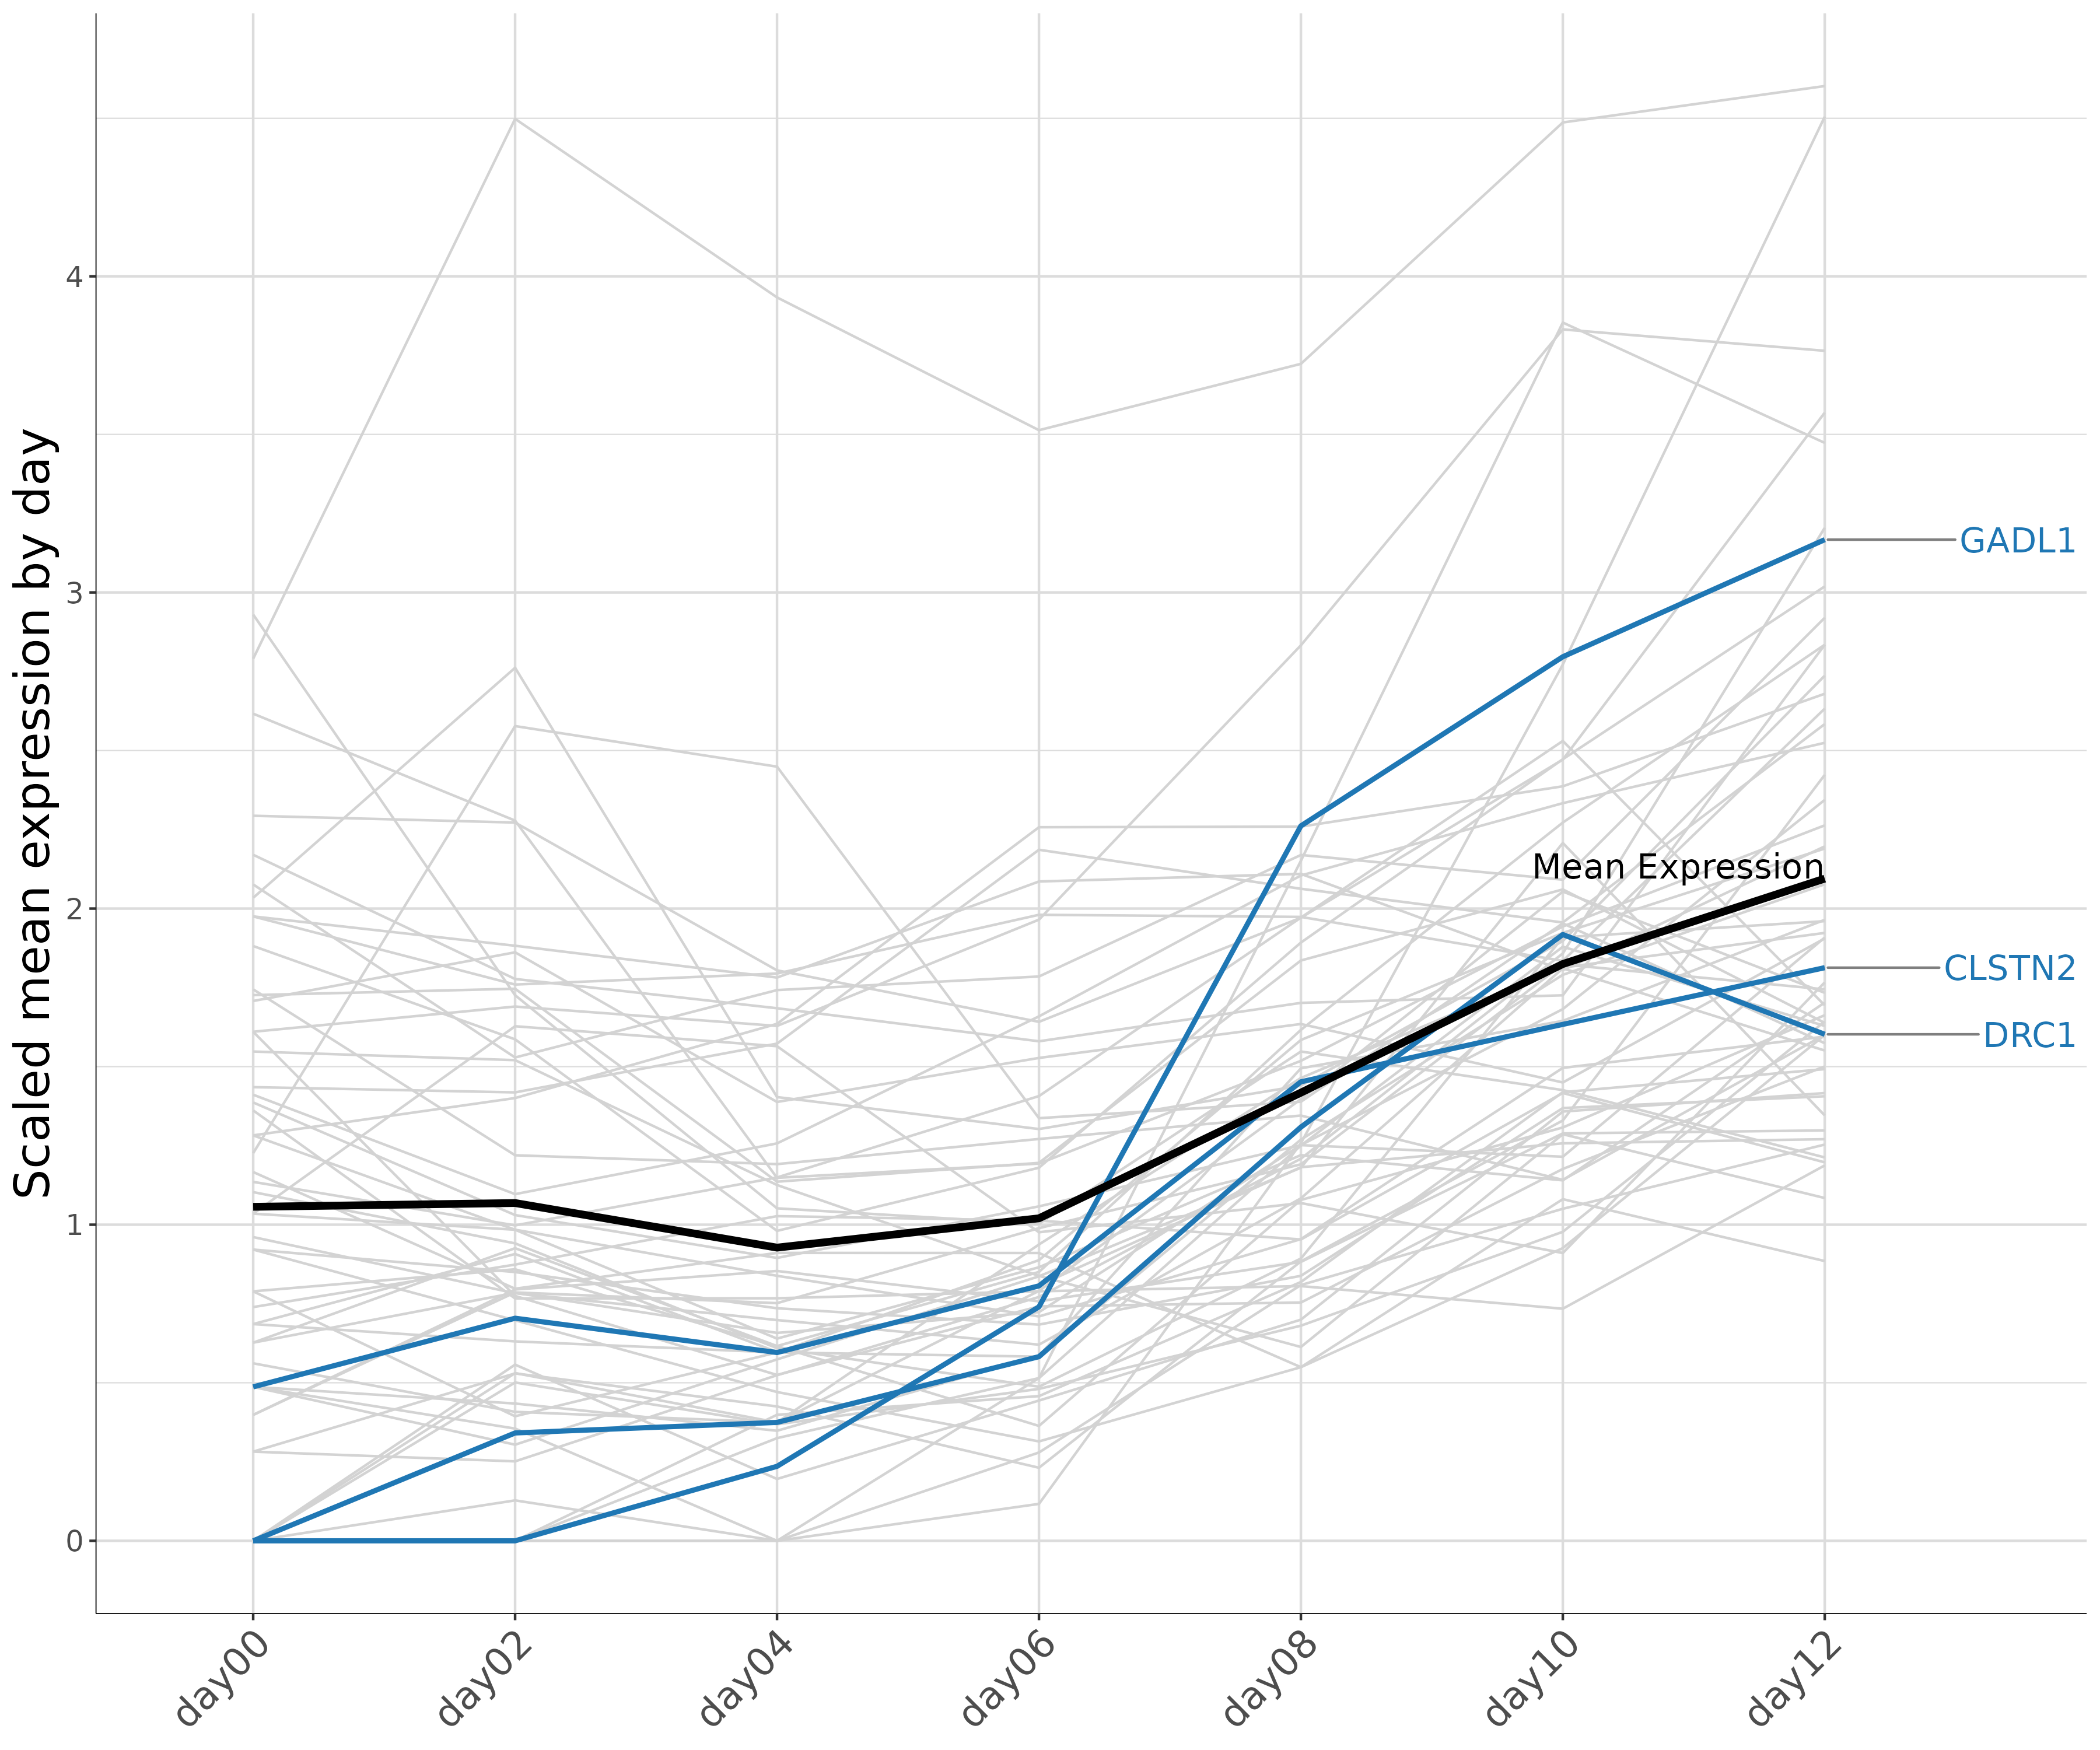 Scaled mean expression by day
4
3
2
1
0
GADL1
Mean Expression
CLSTN2
DRC1
day00
day02
day04
day06
day08
day10
day12